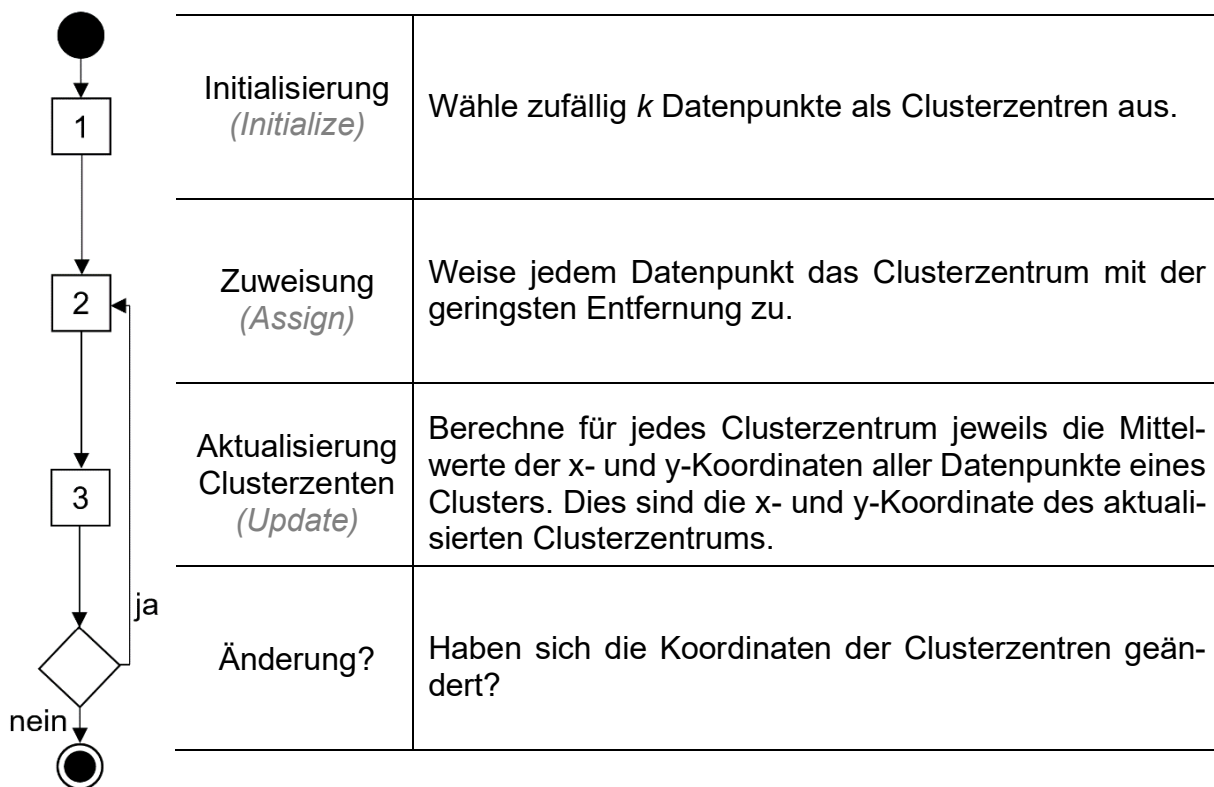 1
Initialisierung
(Initialize)
Wähle zufällig k Datenpunkte als Clusterzentren aus.
2
Zuweisung
(Assign)
Weise jedem Datenpunkt das Clusterzentrum mit der
geringsten Entfernung zu.
3
Aktualisierung
Clusterzenten
(Update)
Berechne für jedes Clusterzentrum jeweils die Mittel-
werte der x- und y-Koordinaten aller Datenpunkte eines
Clusters. Dies sind die x- und y-Koordinate des aktuali-
sierten Clusterzentrums.
ja
Änderung?
Haben sich die Koordinaten der Clusterzentren geän-
dert?
nein